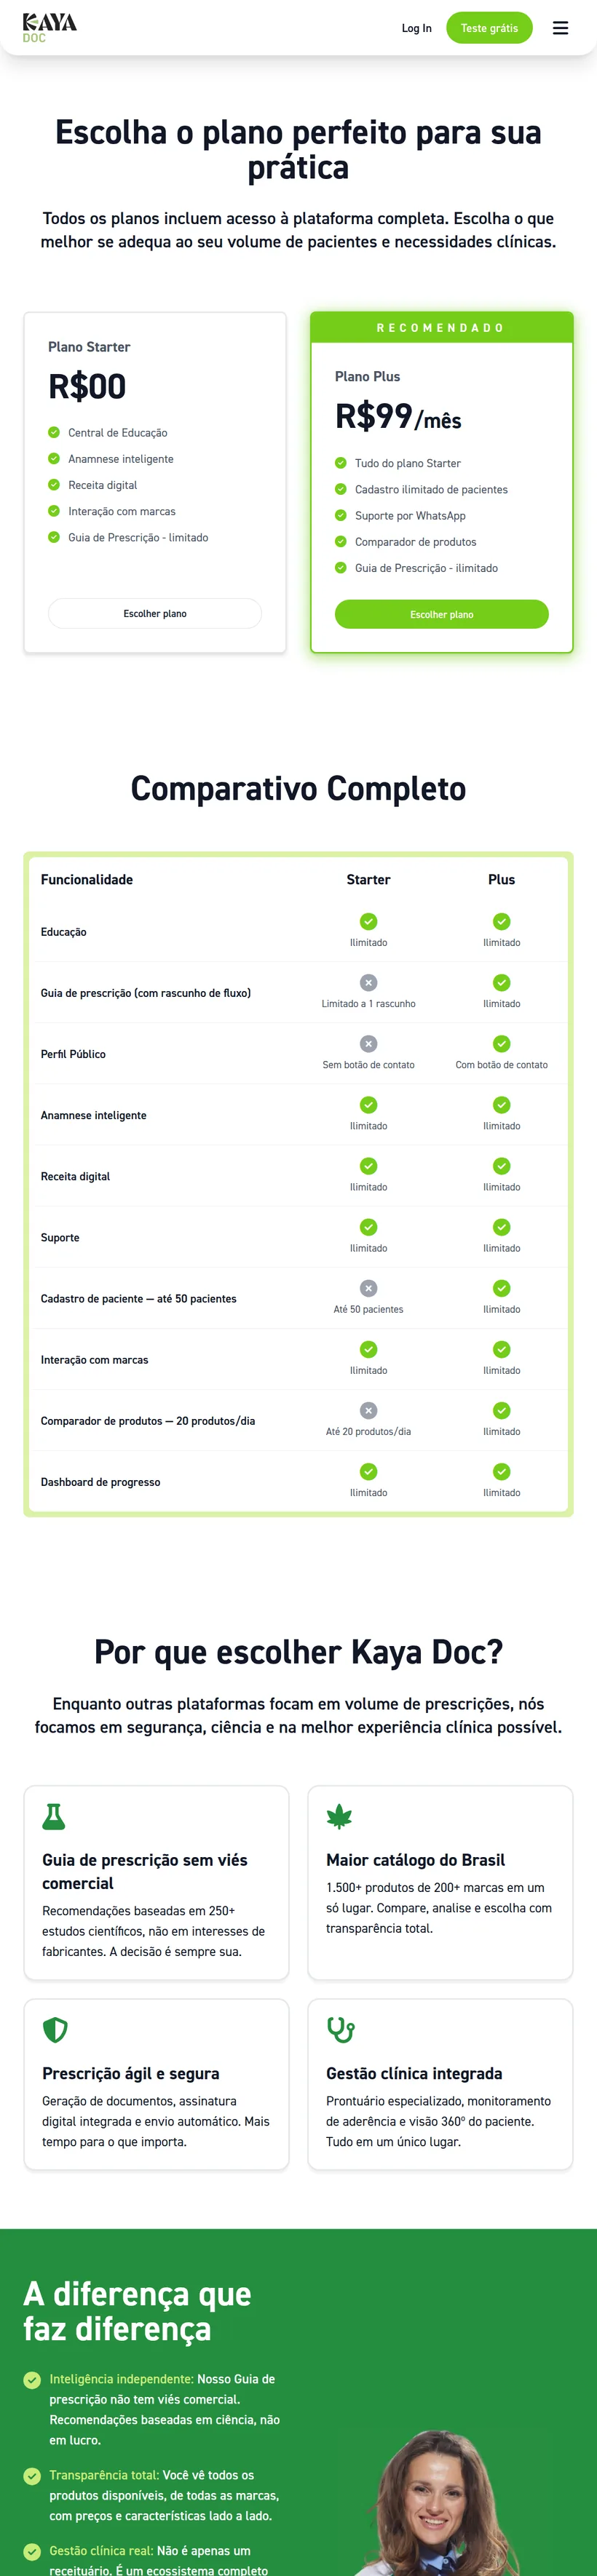 KAYA
DOC
Log In
Teste grátis
Escolha o plano perfeito para sua
prática
Todos os planos incluem acesso à plataforma completa. Escolha o que
melhor se adequa ao seu volume de pacientes e necessidades clínicas.
Plano Starter
R$00
Central de Educação
Anamnese inteligente
Receita digital
Interação com marcas
Guia de Prescrição - limitado
Escolher plano
RECOMENDADO
Plano Plus
R$99/mês
Tudo do plano Starter
Cadastro ilimitado de pacientes
Suporte por WhatsApp
Comparador de produtos
Guia de Prescrição - ilimitado
Escolher plano
Comparativo Completo
Funcionalidade Starter Plus
Educação Ilimitado Ilimitado
Guia de prescrição (com rascunho de fluxo) Limitado a 1 rascunho Ilimitado
Perfil Público Sem botão de contato Com botão de contato
Anamnese inteligente Ilimitado Ilimitado
Receita digital Ilimitado Ilimitado
Suporte Ilimitado Ilimitado
Cadastro de paciente — até 50 pacientes Até 50 pacientes Ilimitado
Interação com marcas Ilimitado Ilimitado
Comparador de produtos — 20 produtos/dia Até 20 produtos/dia Ilimitado
Dashboard de progresso Ilimitado Ilimitado
Por que escolher Kaya Doc?
Enquanto outras plataformas focam em volume de prescrições, nós
focamos em segurança, ciência e na melhor experiência clínica possível.
Guia de prescrição sem viés
comercial
Recomendações baseadas em 250+
estudos científicos, não em interesses de
fabricantes. A decisão é sempre sua.
Maior catálogo do Brasil
1.500+ produtos de 200+ marcas em um
só lugar. Compare, analise e escolha com
transparência total.
Prescrição ágil e segura
Geração de documentos, assinatura
digital integrada e envio automático. Mais
tempo para o que importa.
Gestão clínica integrada
Prontuário especializado, monitoramento
de aderência e visão 360º do paciente.
Tudo em um único lugar.
A diferença que
faz diferença
Inteligência independente: Nosso Guia de
prescrição não tem viés comercial.
Recomendações baseadas em ciência, não
em lucro.
Transparência total: Você vê todos os
produtos disponíveis, de todas as marcas,
com preços e características lado a lado.
Gestão clínica real: Não é apenas um
receituário. É um ecossistema completo